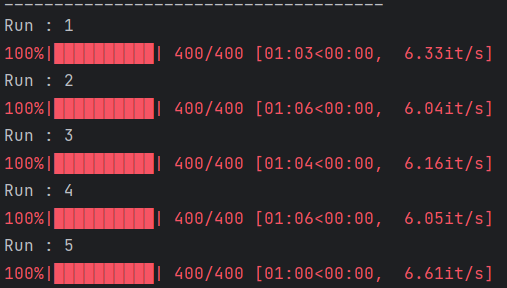 --------------------------------------
Run : 1
100%|██████████| 400/400 [01:03<00:00,  6.33it/s]
Run : 2
100%|██████████| 400/400 [01:06<00:00,  6.04it/s]
Run : 3
100%|██████████| 400/400 [01:04<00:00,  6.16it/s]
Run : 4
100%|██████████| 400/400 [01:06<00:00,  6.05it/s]
Run : 5
100%|██████████| 400/400 [01:00<00:00,  6.61it/s]